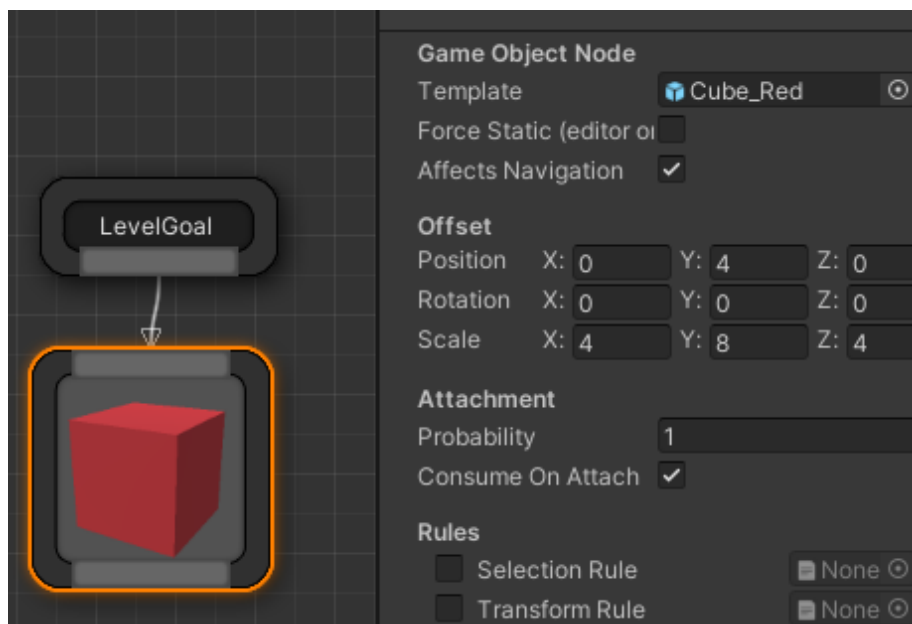 LevelGoal
Game Object Node
Template Cube_Red
Force Static (editor or
Affects Navigation
Offset
Position X: 0 Y: 4 Z: 0
Rotation X: 0 Y: 0 Z: 0
Scale X: 4 Y: 8 Z: 4
Attachment
Probability 1
Consume On Attach
Rules
Selection Rule None
Transform Rule None